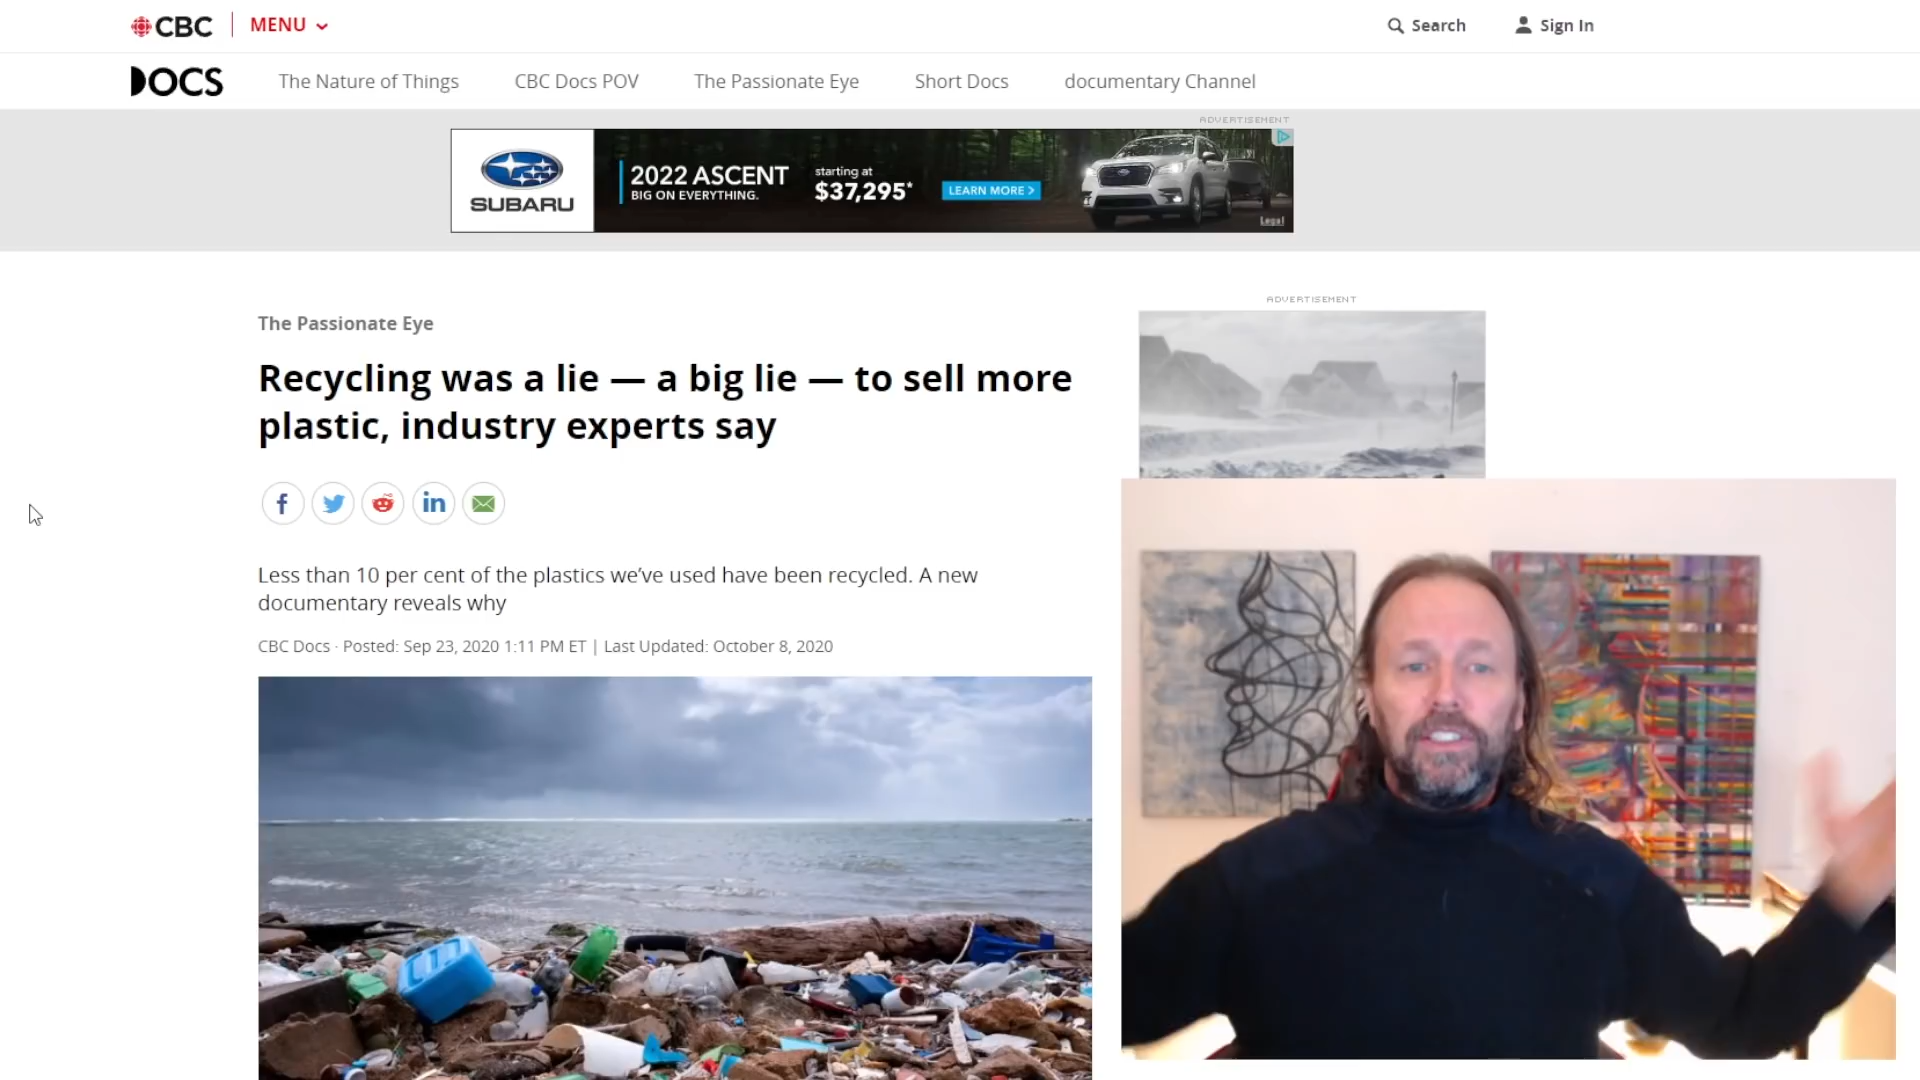 CBC
MENU
Search
Sign In
DOCS
The Nature of Things
CBC Docs POV
The Passionate Eye
Short Docs
documentary Channel
ADVERTISEMENT
SUBARU
2022 ASCENT
BIG ON EVERYTHING.
starting at
$37,295*
LEARN MORE >
Legal
ADVERTISEMENT
The Passionate Eye
Recycling was a lie — a big lie — to sell more
plastic, industry experts say
Less than 10 per cent of the plastics we’ve used have been recycled. A new
documentary reveals why
CBC Docs · Posted: Sep 23, 2020 1:11 PM ET | Last Updated: October 8, 2020